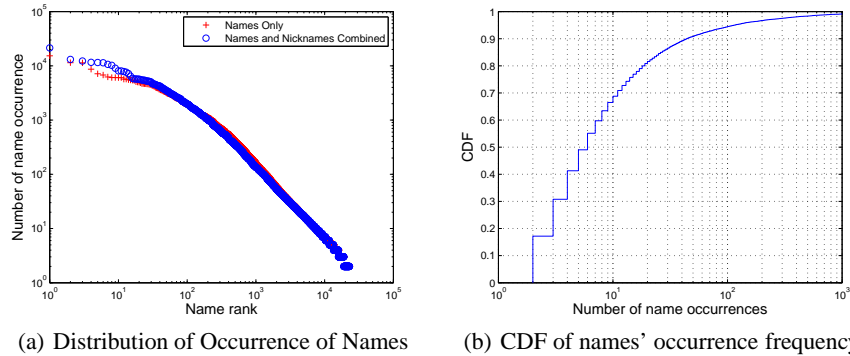 10^5
10^4
10^3
10^2
10^1
10^0
Number of name occurrence
Names Only
Names and Nicknames Combined
10^0 10^1 10^2 10^3 10^4 10^5
Name rank
(a) Distribution of Occurrence of Names
1
0.9
0.8
0.7
0.6
0.5
0.4
0.3
0.2
0.1
0
CDF
10^0 10^1 10^2 10^3
Number of name occurrences
(b) CDF of names' occurrence frequency